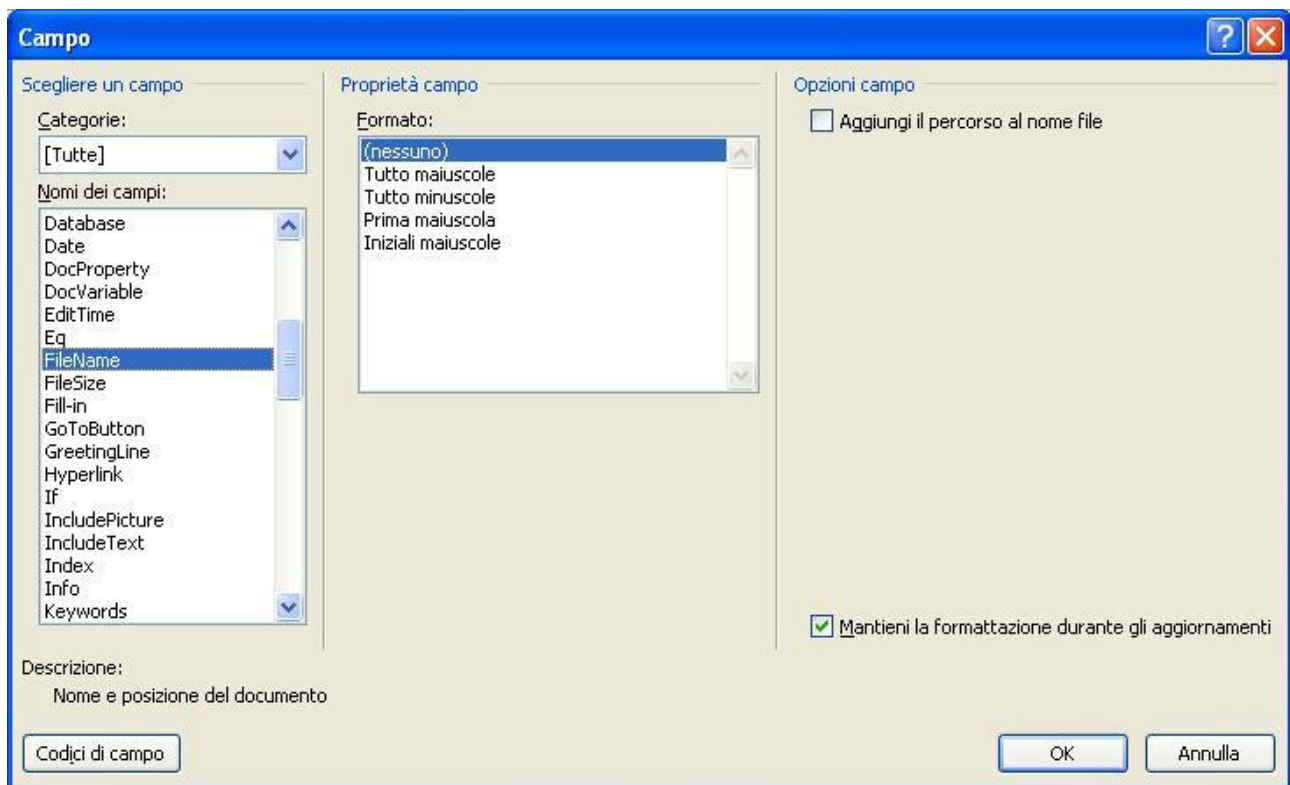 Campo
Scegliere un campo
Categorie:
[Tutte]
Nomi dei campi:
Database
Date
DocProperty
DocVariable
EditTime
Eq
FileName
FileSize
Fill-in
GoToButton
GreetingLine
Hyperlink
If
IncludePicture
IncludeText
Index
Info
Keywords
Proprietà campo
Formato:
(nessuno)
Tutto maiuscole
Tutto minuscole
Prima maiuscola
Iniziali maiuscole
Opzioni campo
Aggiungi il percorso al nome file
Mantieni la formattazione durante gli aggiornamenti
Descrizione:
Nome e posizione del documento
Codici di campo
OK
Annulla